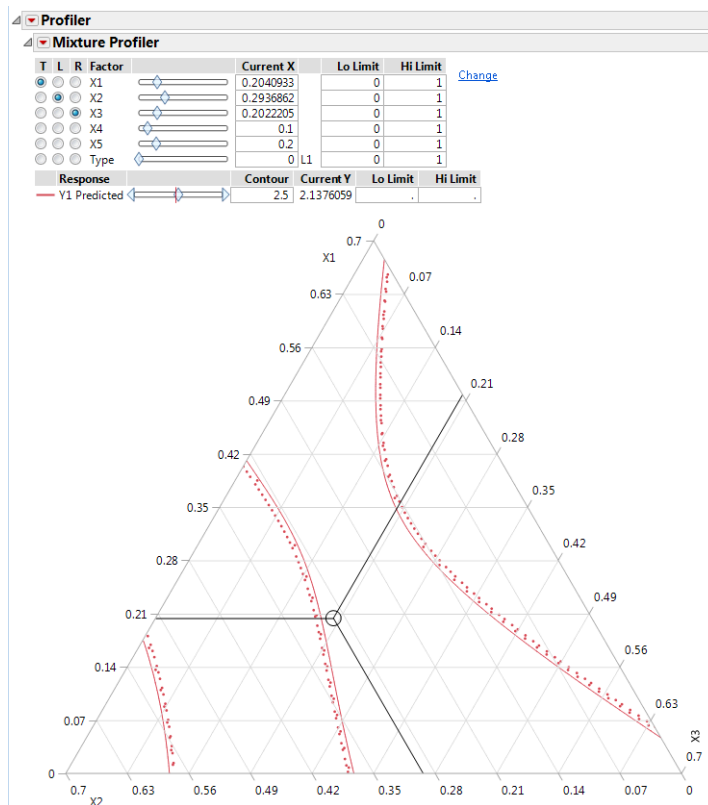 Profiler
Mixture Profiler
T L R Factor Current X Lo Limit Hi Limit
X1 0.2040933 0 1 Change
X2 0.2936862 0 1
X3 0.2022205 0 1
X4 0.1 0 1
X5 0.2 0 1
Type 0 L1 0 1
Response Contour Current Y Lo Limit Hi Limit
Y1 Predicted 2.5 2.1376059 . .
0
0.7
X1
0.07
0.63
0.14
0.56
0.21
0.49
0.28
0.42
0.35
0.35
0.42
0.28
0.49
0.21
0.56
0.14
0.63
0.07
X3
0.7
0
0.7 0.63 0.56 0.49 0.42 0.35 0.28 0.21 0.14 0.07 0
X2